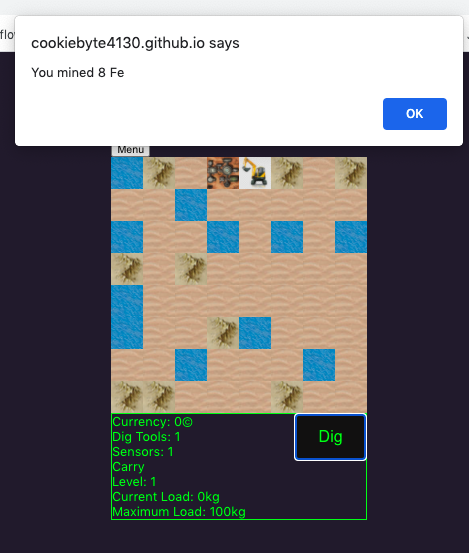 flow
cookiebyte4130.github.io says
You mined 8 Fe
OK
Menu
Currency: 0©
Dig Tools: 1
Sensors: 1
Carry
Level: 1
Current Load: 0kg
Maximum Load: 100kg
Dig